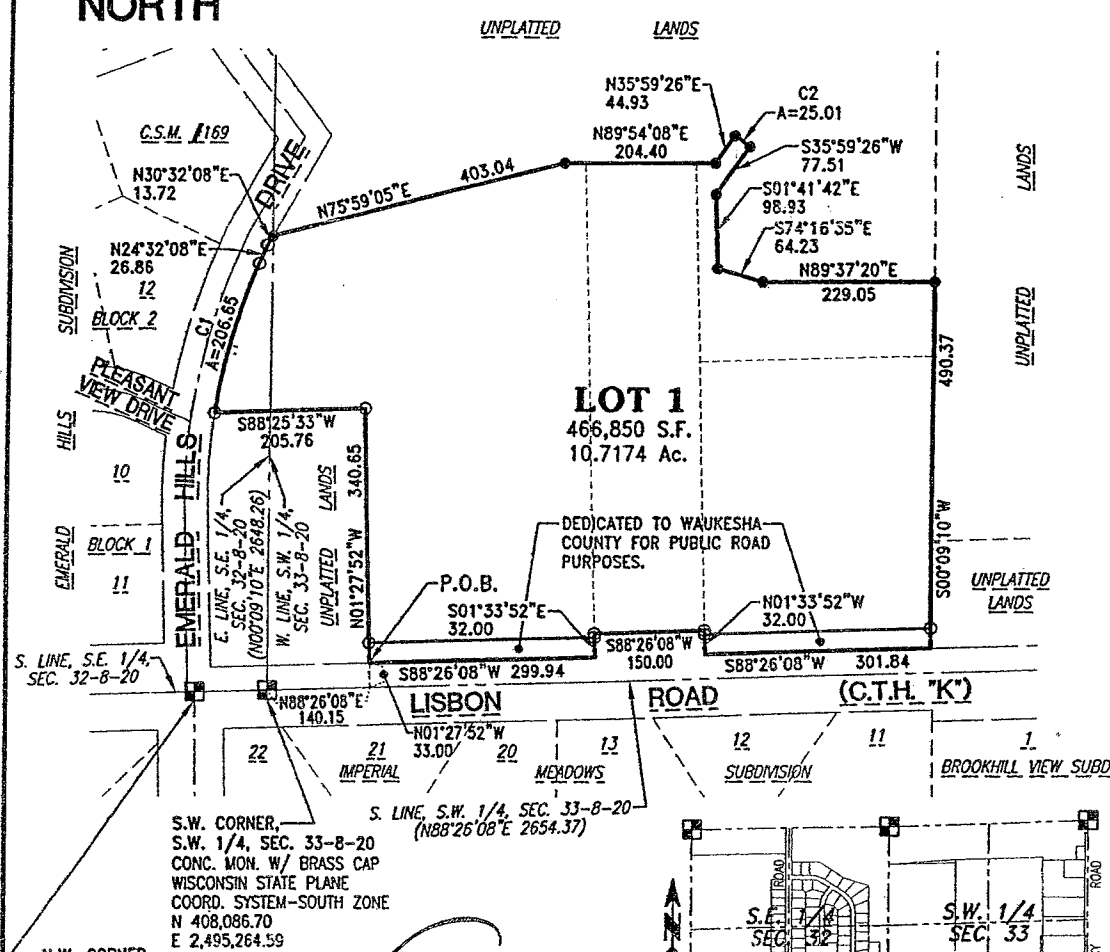 NORTH
UNPLATTED LANDS
N35°59'26"E
44.93
C2
A=25.01
N89°54'08"E
204.40
S35°59'26"W
77.51
C.S.M. #169
N30°32'08"E
13.72
DRIVE
N75°59'05"E 403.04
S01°41'42"E
98.93
S74°16'35"E
64.23
LANDS
N24°32'08"E
26.86
12
BLOCK 2
SUBDIVISION
C1
A=206.65
N89°37'20"E
229.05
UNPLATTED
490.37
PLEASANT
VIEW DRIVE
LOT 1
466,850 S.F.
10.7174 Ac.
S88°25'33"W
205.76
HILLS
10
EMERALD
BLOCK 1
11
EMERALD HILLS
E. LINE, S.E. 1/4,
SEC. 32-8-20
(N00°09'10"E 2648.26)
W. LINE, S.W. 1/4,
SEC. 33-8-20
UNPLATTED LANDS
N01°27'52"W 340.65
DEDICATED TO WAUKESHA
COUNTY FOR PUBLIC ROAD
PURPOSES.
P.O.B.
S01°33'52"E
32.00
N01°33'52"W
32.00
S00°09'10"W
UNPLATTED
LANDS
S. LINE, S.E. 1/4,
SEC. 32-8-20
S88°26'08"W 299.94
S88°26'08"W
150.00
S88°26'08"W 301.84
N88°26'08"E
140.15
LISBON ROAD (C.T.H. "K")
N01°27'52"W
33.00
22
21
20
13
12
11
1
IMPERIAL MEADOWS SUBDIVISION
BROOKHILL VIEW SUBD
S. LINE, S.W. 1/4, SEC. 33-8-20
(N88°26'08"E 2654.37)
S.W. CORNER,
S.W. 1/4, SEC. 33-8-20
CONC. MON. W/ BRASS CAP
WISCONSIN STATE PLANE
COORD. SYSTEM-SOUTH ZONE
N 408,086.70
E 2,495,264.59
ROAD
ROAD
S.E. 1/4
SEC 32
S.W. 1/4
SEC 33